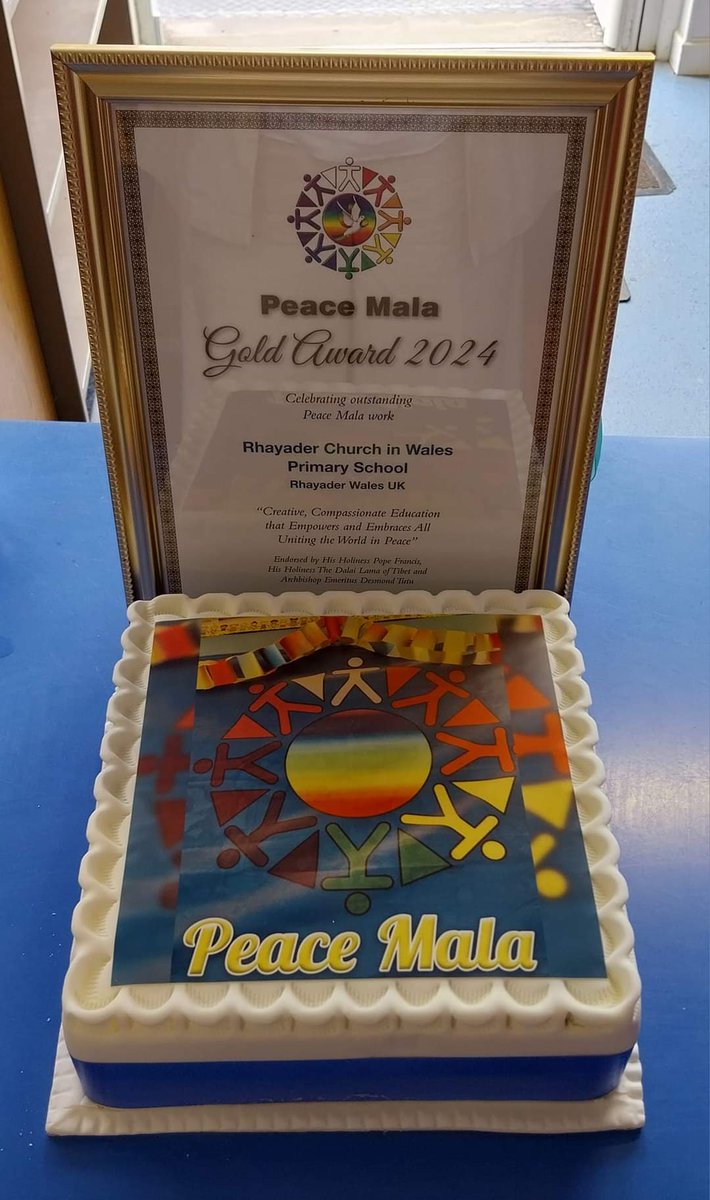 Peace Mala
Gold Award 2024
Celebrating outstanding
Peace Mala work
Rhayader Church in Wales
Primary School
Rhayader Wales UK
“Creative, Compassionate Education
that Empowers and Embraces All
Uniting the World in Peace”
Endorsed by His Holiness Pope Francis,
His Holiness The Dalai Lama of Tibet and
Archbishop Emeritus Desmond Tutu
Peace Mala